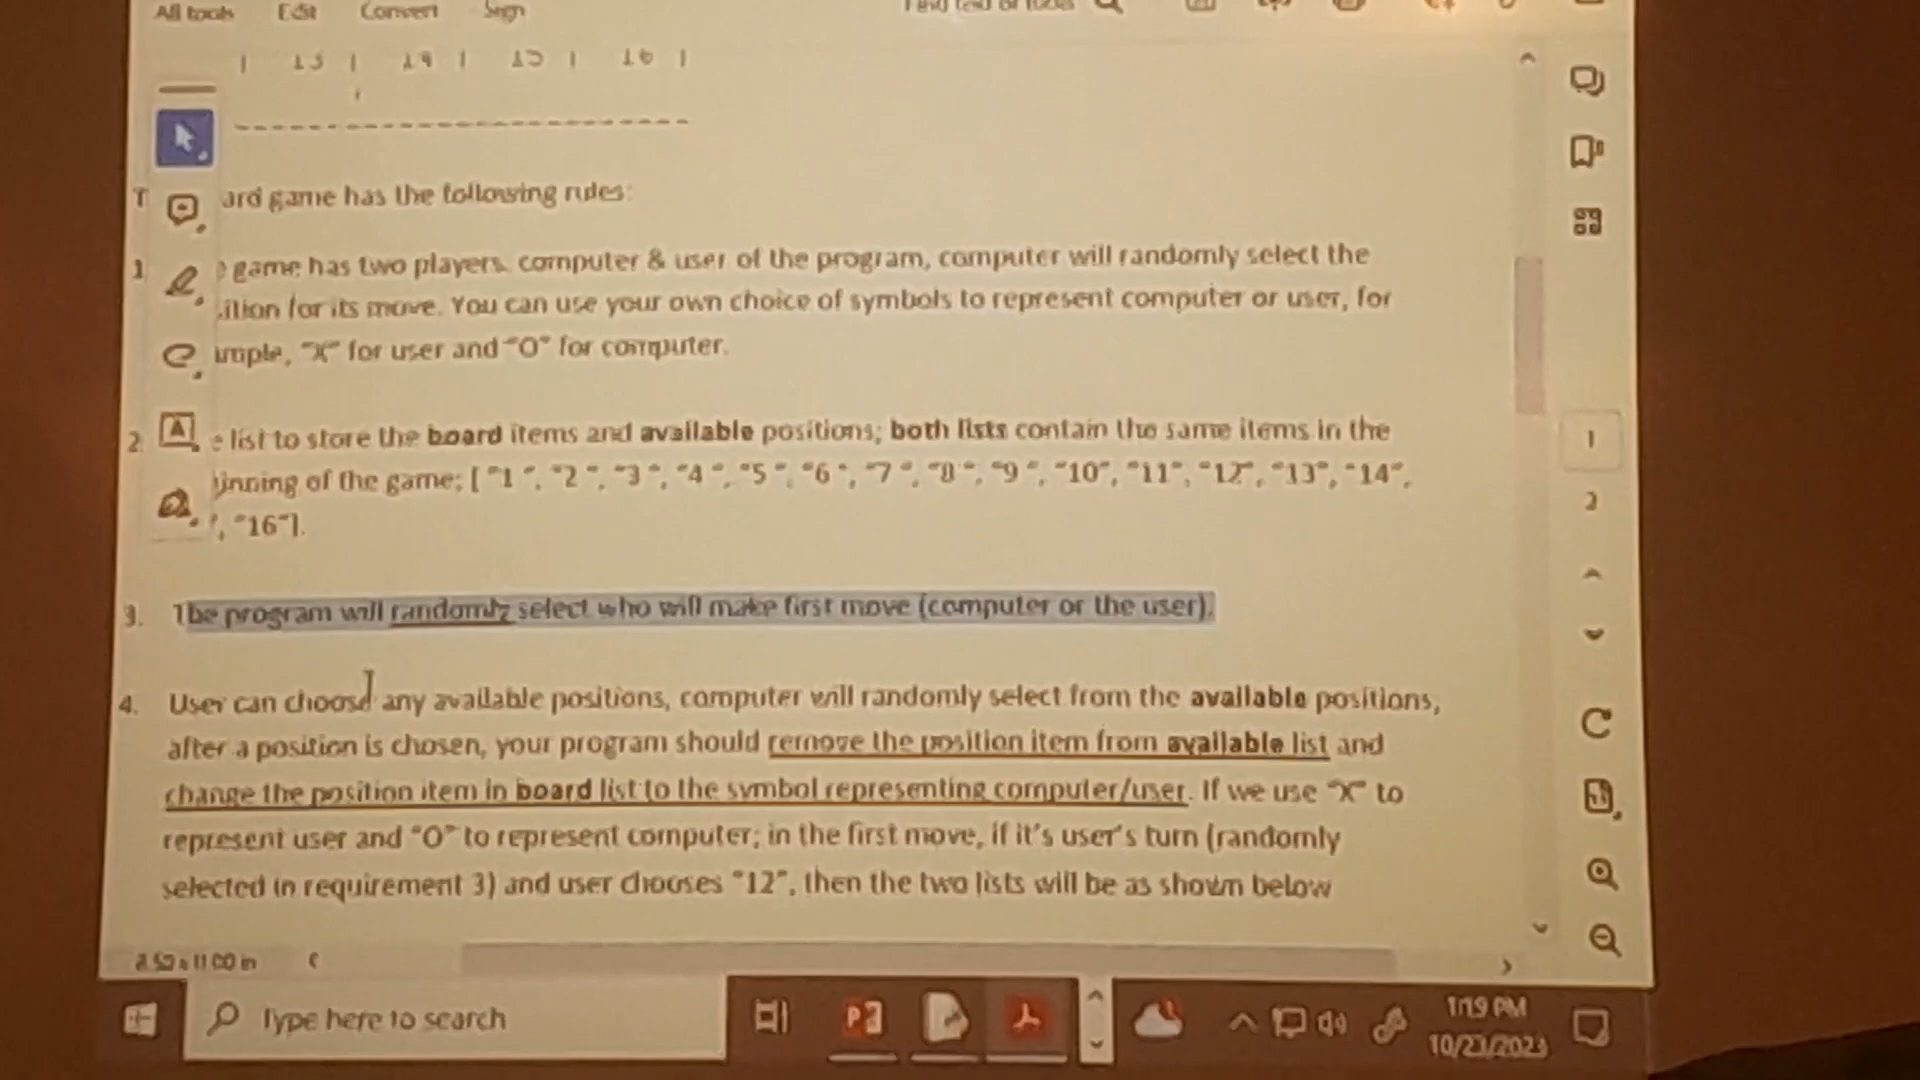 All tools Edit Convert Sign
| 13 | 14 | 15 | 16 |
-------------------------
T ard game has the following rules:
1 game has two players. computer & user of the program, computer will randomly select the
ition for its move. You can use your own choice of symbols to represent computer or user, for
mple, "X" for user and "O" for computer.
2. e list to store the board items and available positions; both lists contain the same items in the
inning of the game; [ "1 ", "2 ", "3 ", "4 ", "5 ", "6 ", "7 ", "8 ", "9 ", "10", "11", "12", "13", "14",
", "16"].
3. The program will randomly select who will make first move (computer or the user).
4. User can choose any available positions, computer will randomly select from the available positions,
after a position is chosen, your program should remove the position item from available list and
change the position item in board list to the symbol representing computer/user. If we use "X" to
represent user and "O" to represent computer; in the first move, if it's user's turn (randomly
selected in requirement 3) and user chooses "12", then the two lists will be as shown below
1
2
8.50 x 11.00 in
Type here to search
1:19 PM
10/23/2023